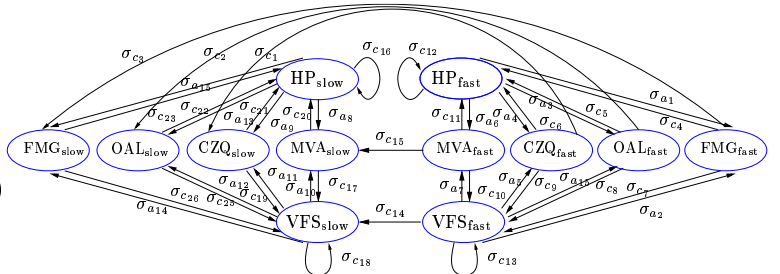 σc3 σc2 σc1 σc16 σc12
HPslow HPfast
σa15 σa1
σc23 σc22 σc21 σc20 σa8 σc11 σa6 σa4 σa3 σc5 σc4
σa13 σa9 σc6
FMGslow OALslow CZQslow MVAslow σc15 MVAfast CZQfast OALfast FMGfast
σa12 σa11 σa10 σc17 σa7 σc10 σa5 σc9 σa15 σc8 σc7
σa14 σc26 σc25 σc19 σa2
VFSslow σc14 VFSfast
σc18 σc13